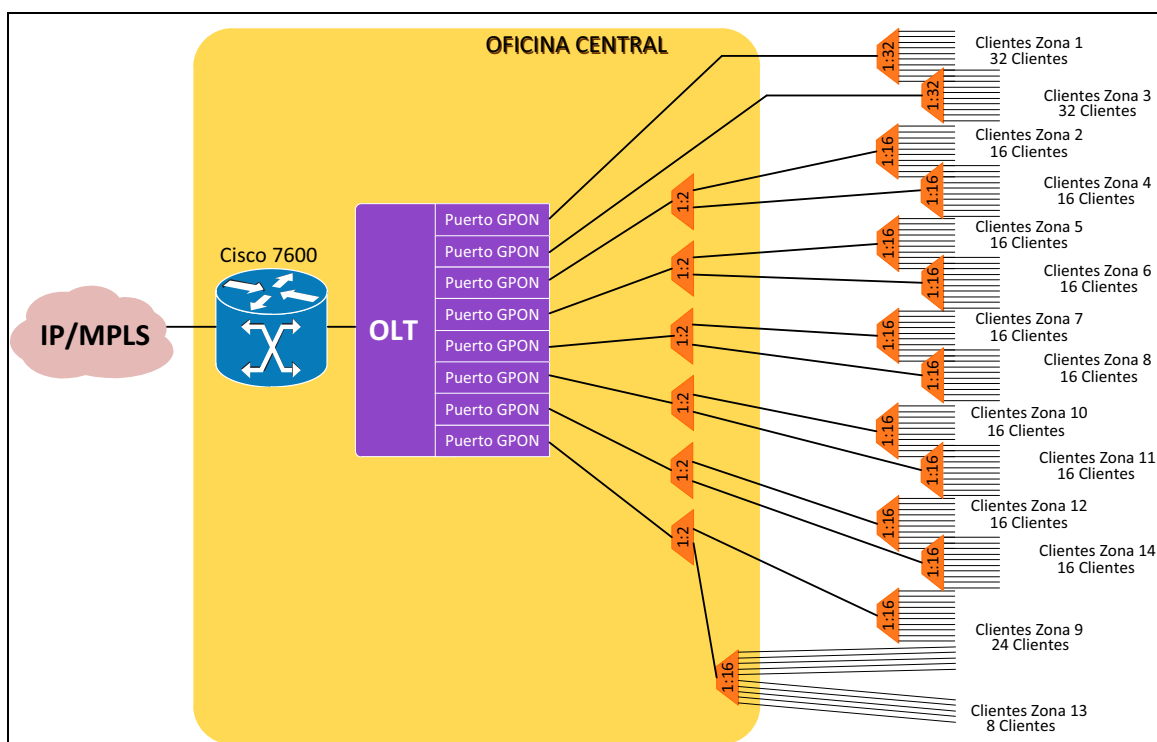 OFICINA CENTRAL
IP/MPLS
Cisco 7600
OLT
Puerto GPON
Puerto GPON
Puerto GPON
Puerto GPON
Puerto GPON
Puerto GPON
Puerto GPON
Puerto GPON
1:2
1:2
1:2
1:2
1:2
1:2
1:32
Clientes Zona 1
32 Clientes
1:32
Clientes Zona 3
32 Clientes
1:16
Clientes Zona 2
16 Clientes
1:16
Clientes Zona 4
16 Clientes
1:16
Clientes Zona 5
16 Clientes
1:16
Clientes Zona 6
16 Clientes
1:16
Clientes Zona 7
16 Clientes
1:16
Clientes Zona 8
16 Clientes
1:16
Clientes Zona 10
16 Clientes
1:16
Clientes Zona 11
16 Clientes
1:16
Clientes Zona 12
16 Clientes
1:16
Clientes Zona 14
16 Clientes
1:16
Clientes Zona 9
24 Clientes
1:16
Clientes Zona 13
8 Clientes